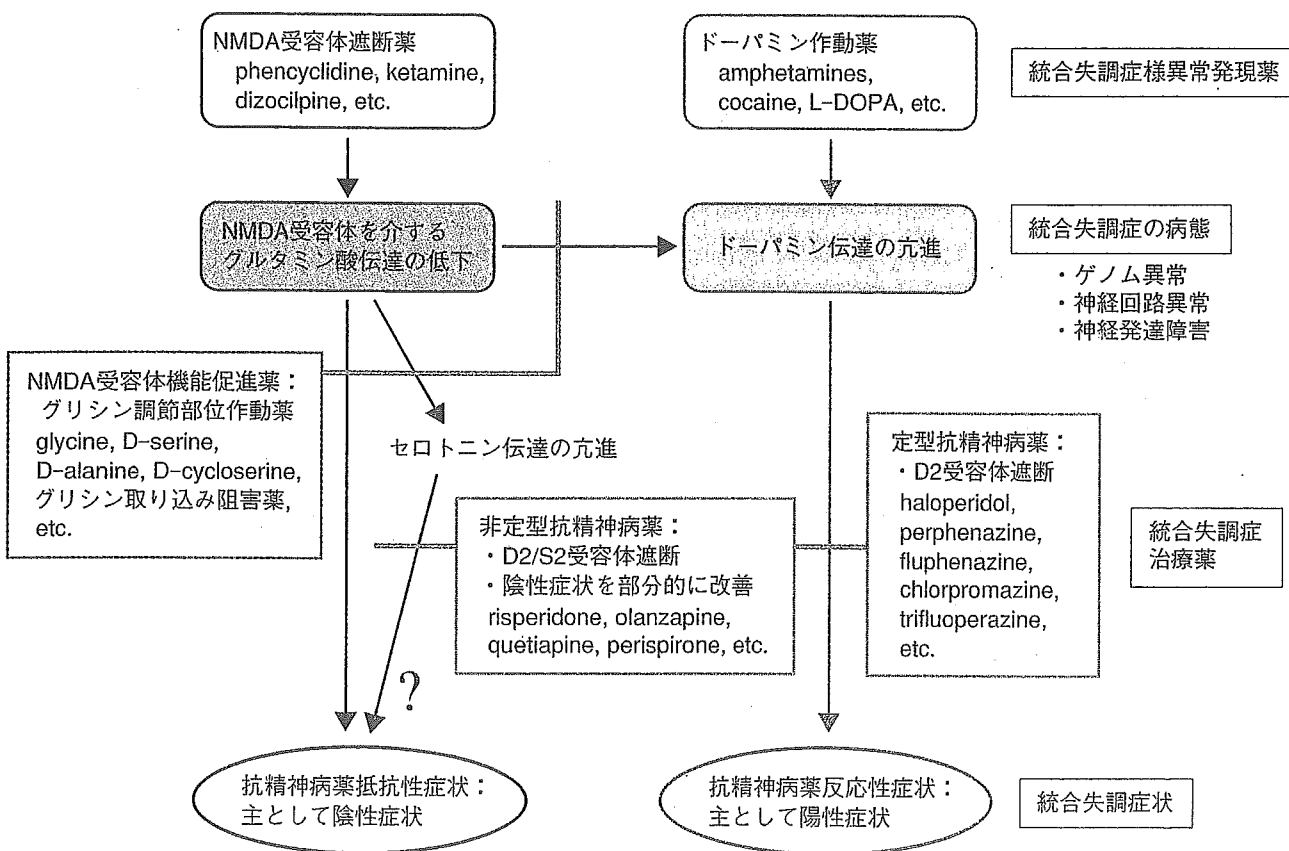 NMDA受容体遮断薬
phencyclidine, ketamine,
dizocilpine, etc.
ドーパミン作動薬
amphetamines,
cocaine, L-DOPA, etc.
統合失調症様異常発現薬
NMDA受容体を介する
グルタミン酸伝達の低下
ドーパミン伝達の亢進
統合失調症の病態
・ゲノム異常
・神経回路異常
・神経発達障害
NMDA受容体機能促進薬：
グリシン調節部位作動薬
glycine, D-serine,
D-alanine, D-cycloserine,
グリシン取り込み阻害薬,
etc.
セロトニン伝達の亢進
非定型抗精神病薬：
・D2/S2受容体遮断
・陰性症状を部分的に改善
risperidone, olanzapine,
quetiapine, perispirone, etc.
定型抗精神病薬：
・D2受容体遮断
haloperidol,
perphenazine,
fluphenazine,
chlorpromazine,
trifluoperazine,
etc.
統合失調症
治療薬
?
抗精神病薬抵抗性症状：
主として陰性症状
抗精神病薬反応性症状：
主として陽性症状
統合失調症状